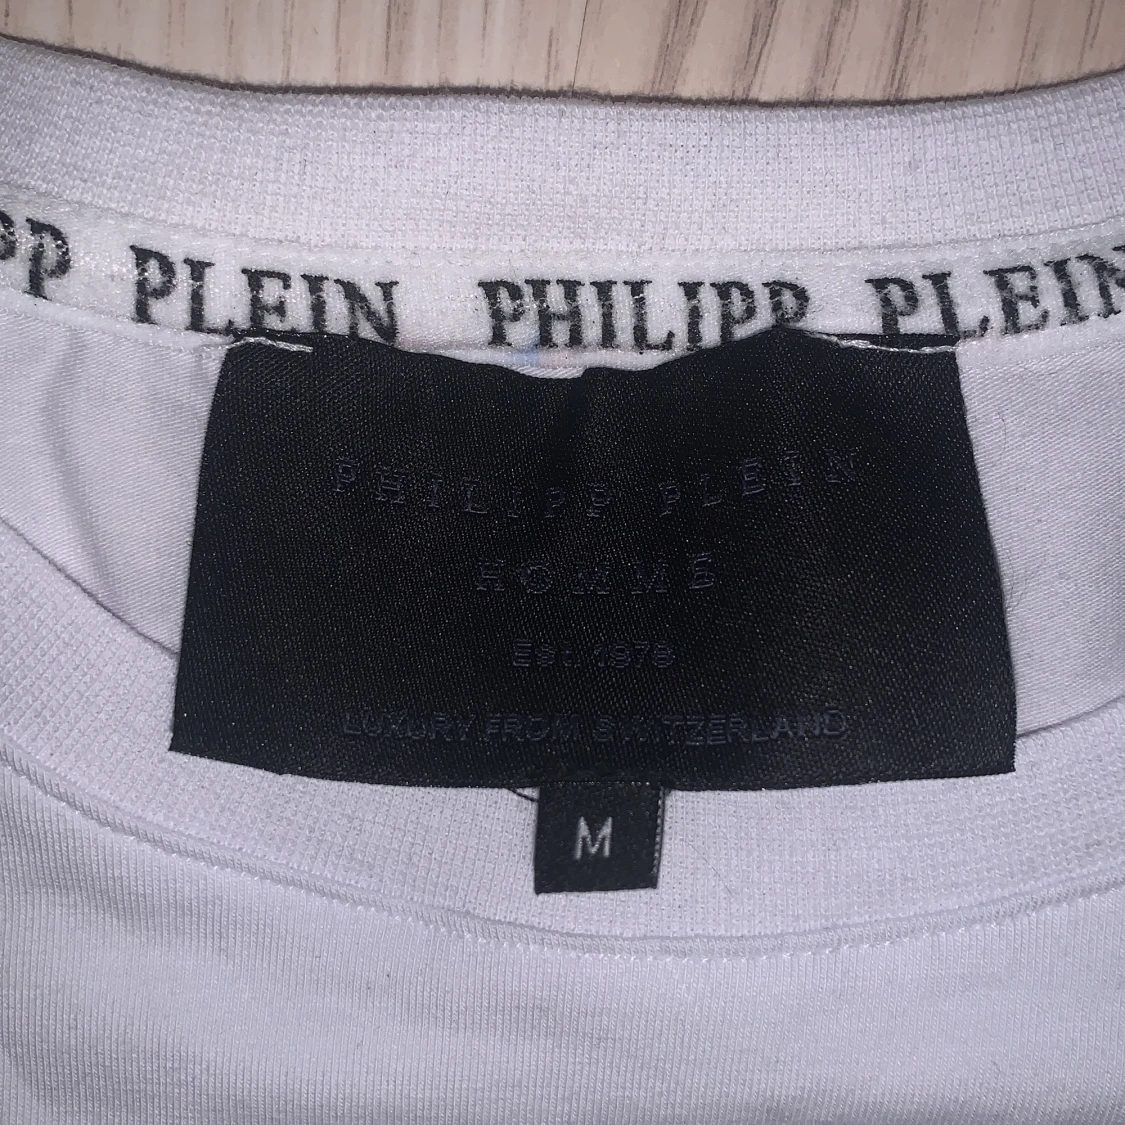 PP PLEIN PHILIPP PLEIN
PHILIPP PLEIN
HOMME
Est. 1978
LUXURY FROM SWITZERLAND
M